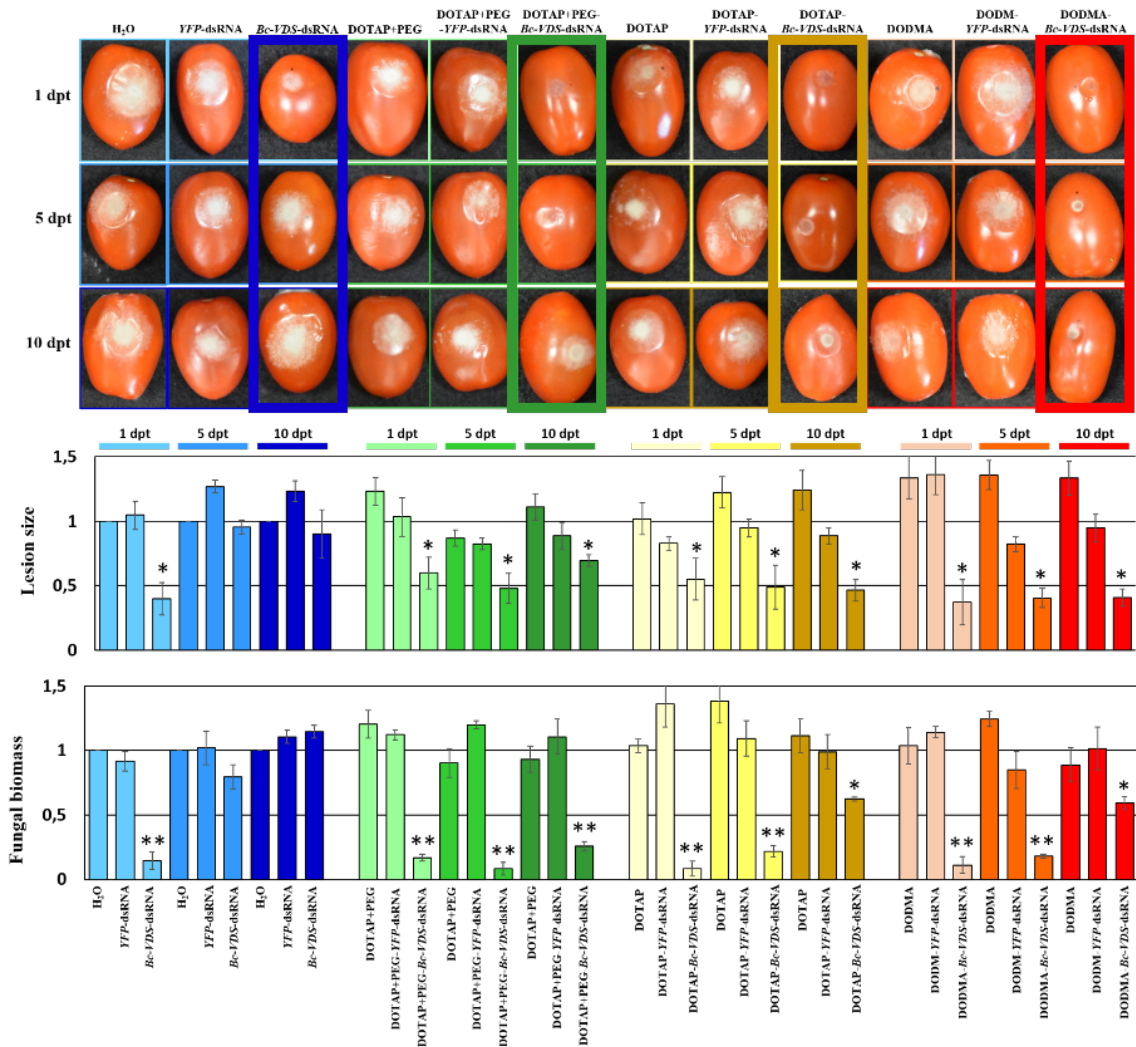 H₂O YFP-dsRNA Bc-VDS-dsRNA DOTAP+PEG DOTAP+PEG -YFP-dsRNA DOTAP+PEG- Bc-VDS-dsRNA DOTAP DOTAP- YFP-dsRNA DOTAP- Bc-VDS-dsRNA DODMA DODM- YFP-dsRNA DODMA- Bc-VDS-dsRNA
1 dpt
5 dpt
10 dpt
1 dpt 5 dpt 10 dpt 1 dpt 5 dpt 10 dpt 1 dpt 5 dpt 10 dpt 1 dpt 5 dpt 10 dpt
Lesion size
1,5
1
0,5
0
* * * * * * * * * *
Fungal biomass
1,5
1
0,5
0
** ** ** ** ** ** * ** ** *
H₂O
YFP-dsRNA
Bc-VDS-dsRNA
H₂O
YFP-dsRNA
Bc-VDS-dsRNA
H₂O
YFP-dsRNA
Bc-VDS-dsRNA
DOTAP+PEG
DOTAP+PEG-YFP-dsRNA
DOTAP+PEG-Bc-VDS-dsRNA
DOTAP+PEG
DOTAP+PEG-YFP-dsRNA
DOTAP+PEG-Bc-VDS-dsRNA
DOTAP+PEG
DOTAP+PEG-YFP-dsRNA
DOTAP+PEG-Bc-VDS-dsRNA
DOTAP
DOTAP-YFP-dsRNA
DOTAP-Bc-VDS-dsRNA
DOTAP
DOTAP-YFP-dsRNA
DOTAP-Bc-VDS-dsRNA
DOTAP
DOTAP-YFP-dsRNA
DOTAP-Bc-VDS-dsRNA
DODMA
DODM-YFP-dsRNA
DODMA-Bc-VDS-dsRNA
DODMA
DODM-YFP-dsRNA
DODMA-Bc-VDS-dsRNA
DODMA
DODM-YFP-dsRNA
DODMA-Bc-VDS-dsRNA